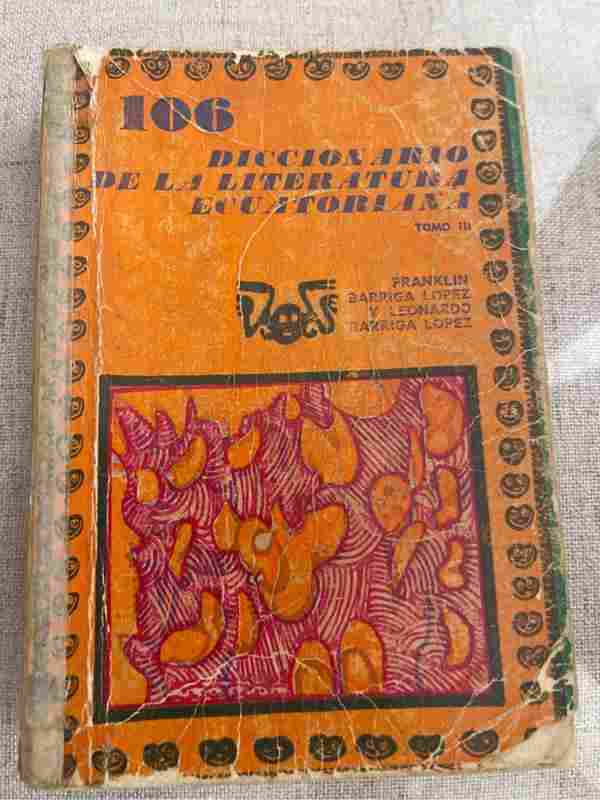 106
DICCIONARIO
DE LA LITERATURA
ECUATORIANA
TOMO III
FRANKLIN
BARRIGA LOPEZ
Y LEONARDO
BARRIGA LOPEZ